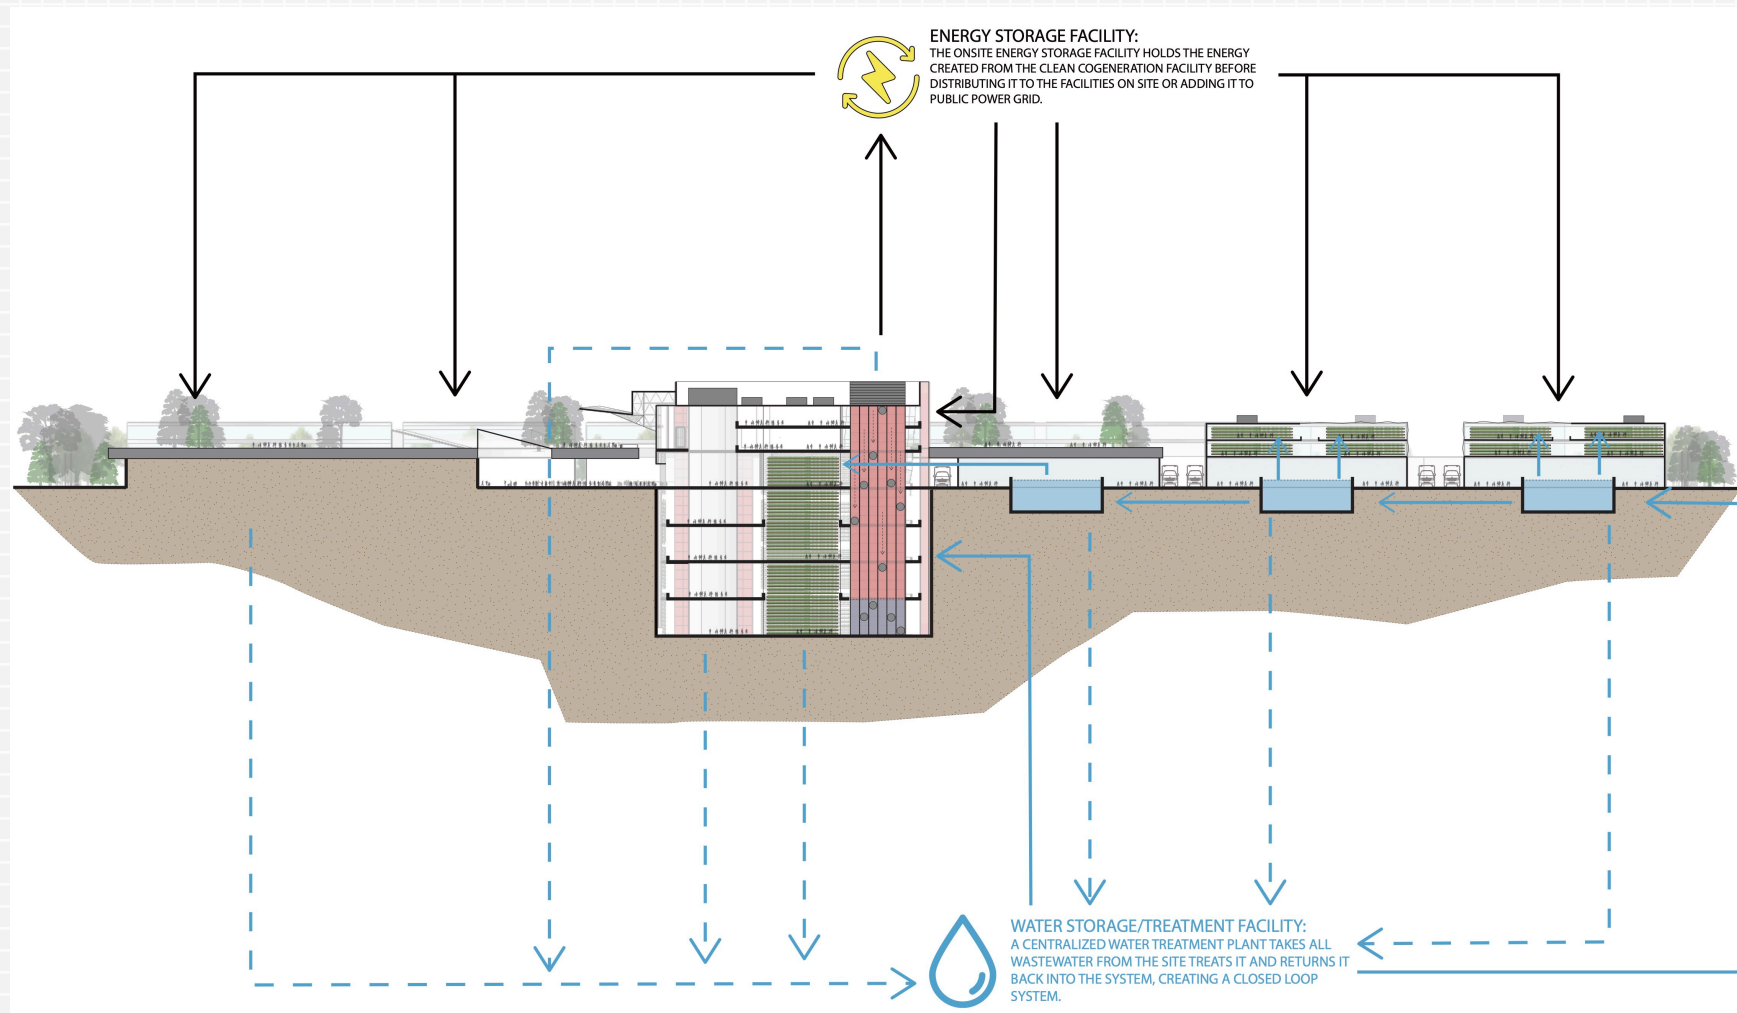 ENERGY STORAGE FACILITY:
THE ONSITE ENERGY STORAGE FACILITY HOLDS THE ENERGY
CREATED FROM THE CLEAN COGENERATION FACILITY BEFORE
DISTRIBUTING IT TO THE FACILITIES ON SITE OR ADDING IT TO
PUBLIC POWER GRID.
WATER STORAGE/TREATMENT FACILITY:
A CENTRALIZED WATER TREATMENT PLANT TAKES ALL
WASTEWATER FROM THE SITE TREATS IT AND RETURNS IT
BACK INTO THE SYSTEM, CREATING A CLOSED LOOP
SYSTEM.